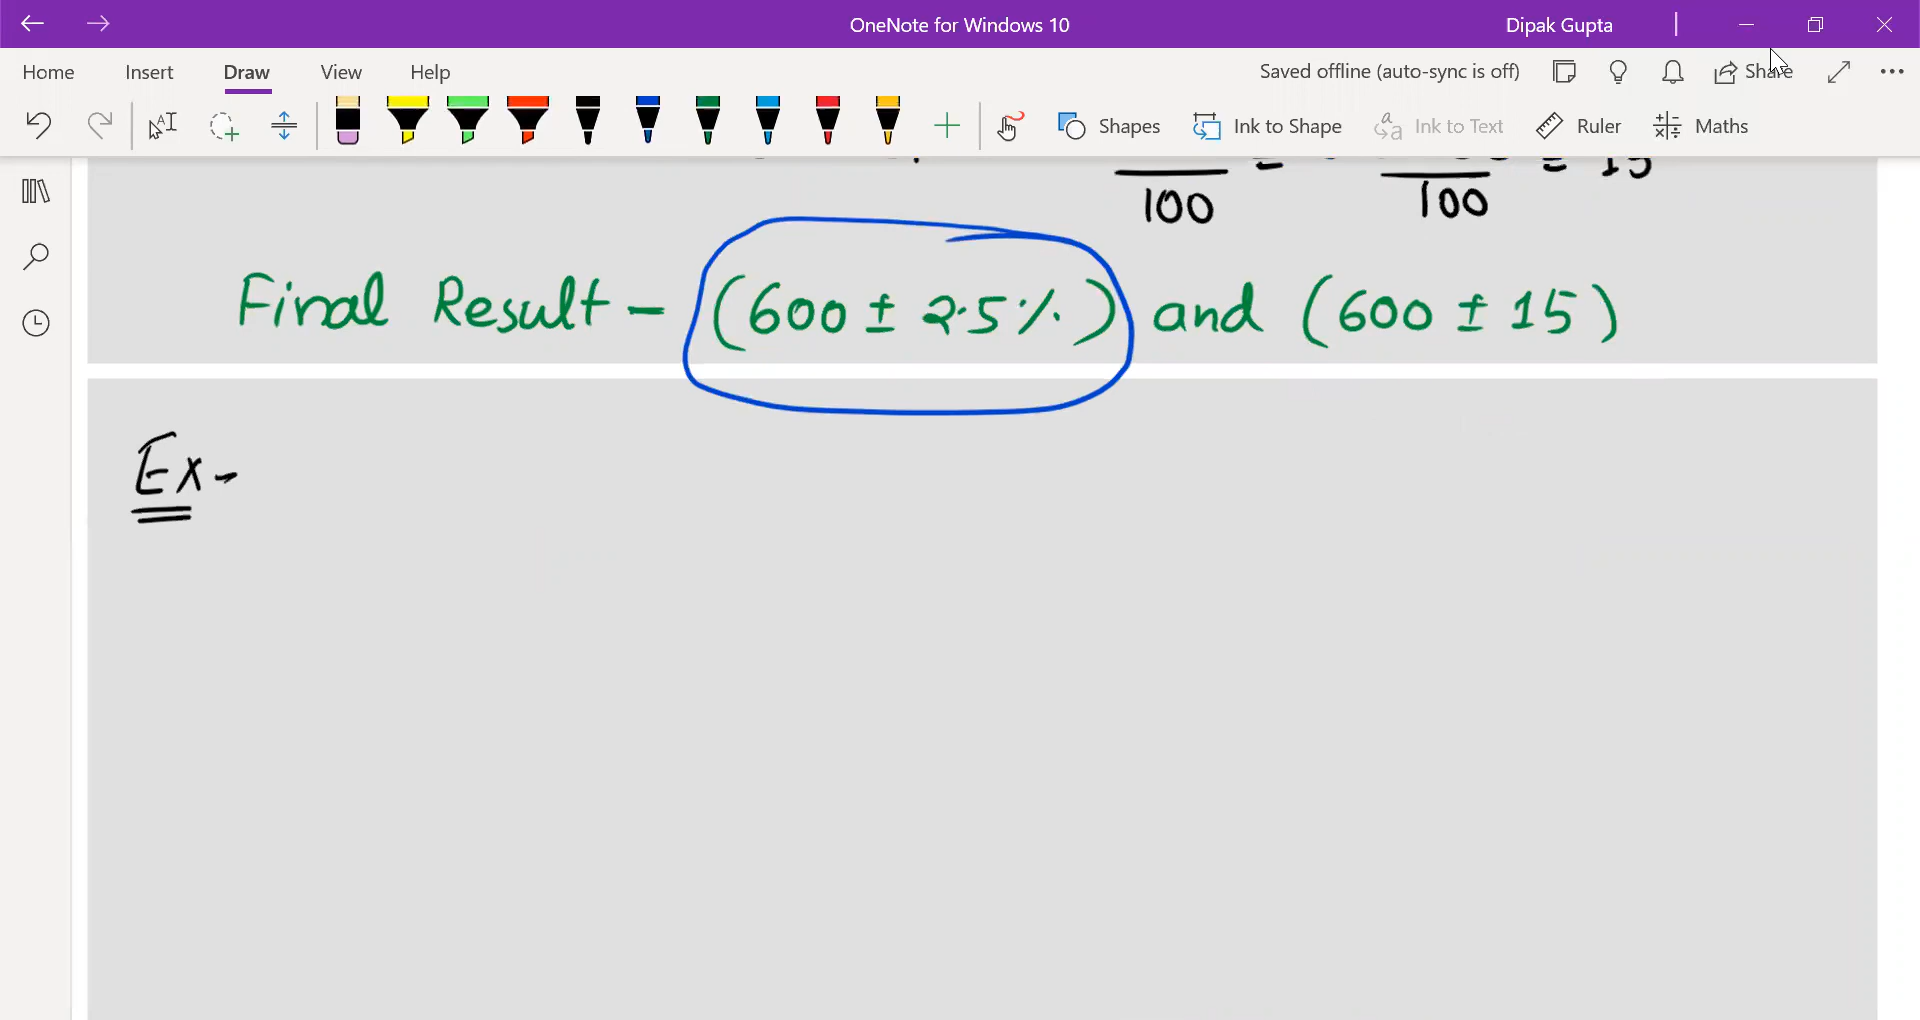 OneNote for Windows 10 Dipak Gupta
Home Insert Draw View Help Saved offline (auto-sync is off) Share
Shapes Ink to Shape Ink to Text Ruler Maths
100 100
Final Result - (600 ± 2.5%) and (600 ± 15)
Ex-